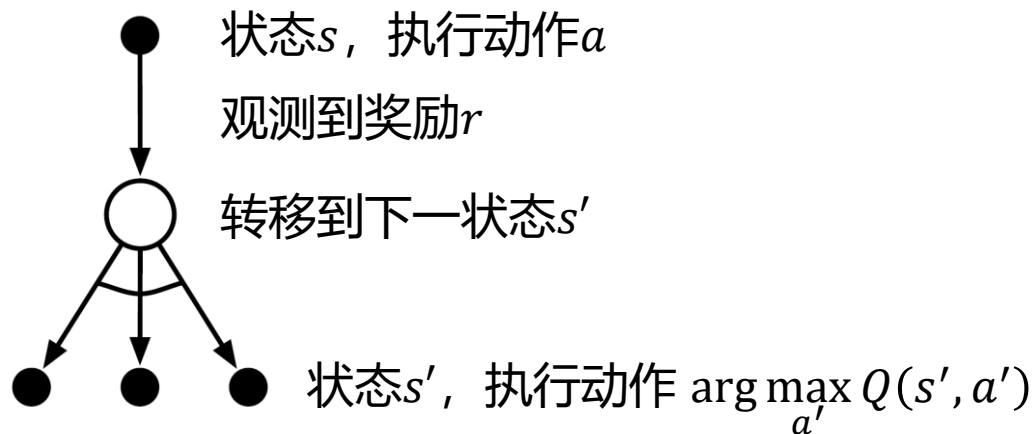 状态s，执行动作a
观测到奖励r
转移到下一状态s′
状态s′，执行动作 arg max Q(s′, a′)
a′